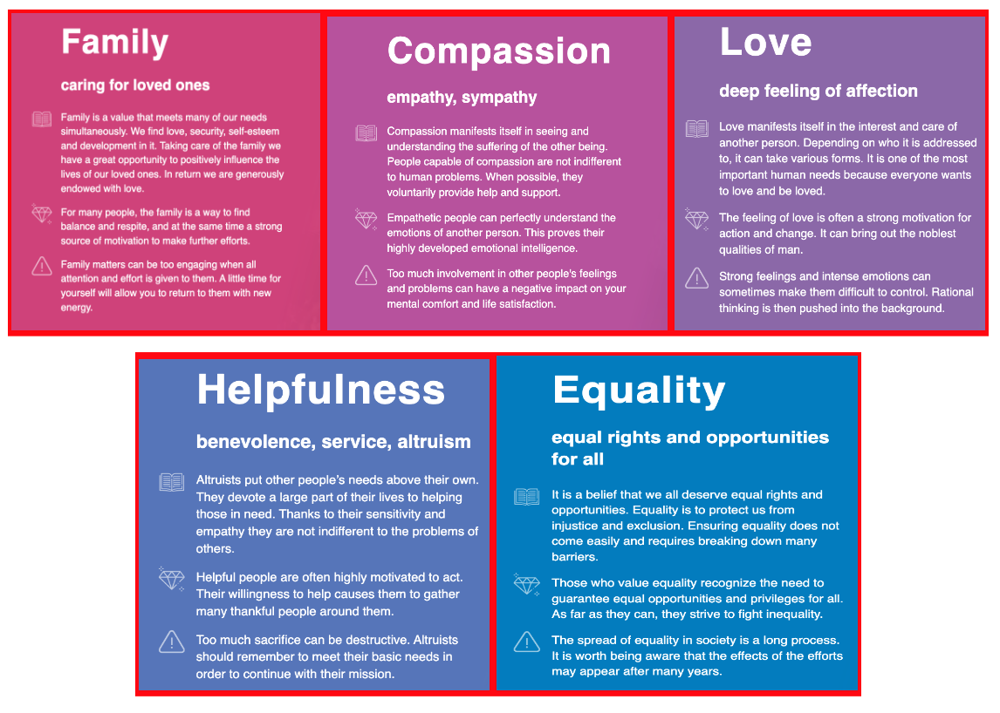 Family
caring for loved ones
Family is a value that meets many of our needs
simultaneously. We find love, security, self-esteem
and development in it. Taking care of the family we
have a great opportunity to positively influence the
lives of our loved ones. In return we are generously
endowed with love.
For many people, the family is a way to find
balance and respite, and at the same time a strong
source of motivation to make further efforts.
Family matters can be too engaging when all
attention and effort is given to them. A little time for
yourself will allow you to return to them with new
energy.
Compassion
empathy, sympathy
Compassion manifests itself in seeing and
understanding the suffering of the other being.
People capable of compassion are not indifferent
to human problems. When possible, they
voluntarily provide help and support.
Empathetic people can perfectly understand the
emotions of another person. This proves their
highly developed emotional intelligence.
Too much involvement in other people's feelings
and problems can have a negative impact on your
mental comfort and life satisfaction.
Love
deep feeling of affection
Love manifests itself in the interest and care of
another person. Depending on who it is addressed
to, it can take various forms. It is one of the most
important human needs because everyone wants
to love and be loved.
The feeling of love is often a strong motivation for
action and change. It can bring out the noblest
qualities of man.
Strong feelings and intense emotions can
sometimes make them difficult to control. Rational
thinking is then pushed into the background.
Helpfulness
benevolence, service, altruism
Altruists put other people's needs above their own.
They devote a large part of their lives to helping
those in need. Thanks to their sensitivity and
empathy they are not indifferent to the problems of
others.
Helpful people are often highly motivated to act.
Their willingness to help causes them to gather
many thankful people around them.
Too much sacrifice can be destructive. Altruists
should remember to meet their basic needs in
order to continue with their mission.
Equality
equal rights and opportunities
for all
It is a belief that we all deserve equal rights and
opportunities. Equality is to protect us from
injustice and exclusion. Ensuring equality does not
come easily and requires breaking down many
barriers.
Those who value equality recognize the need to
guarantee equal opportunities and privileges for all.
As far as they can, they strive to fight inequality.
The spread of equality in society is a long process.
It is worth being aware that the effects of the efforts
may appear after many years.